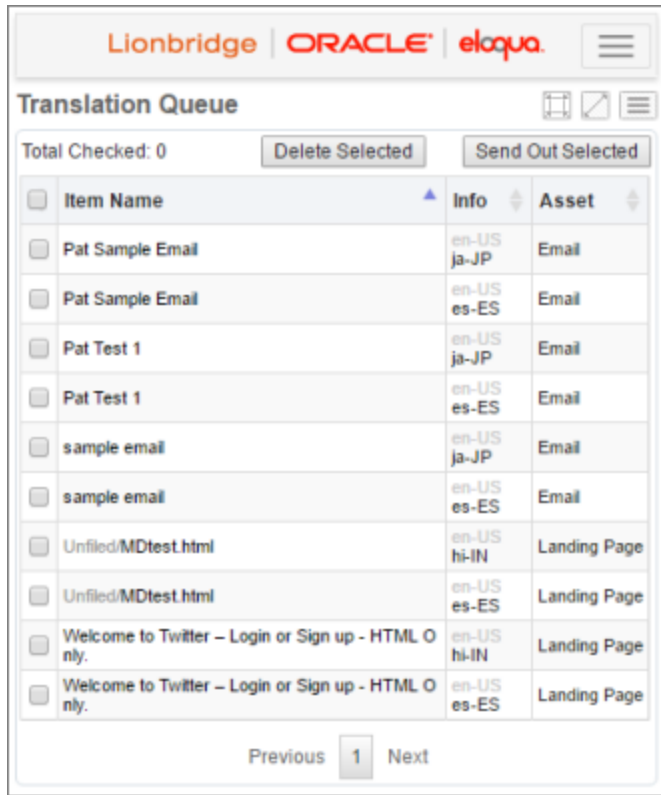 Lionbridge | ORACLE | eloqua.
Translation Queue
Total Checked: 0 Delete Selected Send Out Selected
Item Name Info Asset
Pat Sample Email en-US ja-JP Email
Pat Sample Email en-US es-ES Email
Pat Test 1 en-US ja-JP Email
Pat Test 1 en-US es-ES Email
sample email en-US ja-JP Email
sample email en-US es-ES Email
Unfiled/MDtest.html en-US hi-IN Landing Page
Unfiled/MDtest.html en-US es-ES Landing Page
Welcome to Twitter – Login or Sign up - HTML O
nly. en-US hi-IN Landing Page
Welcome to Twitter – Login or Sign up - HTML O
nly. en-US es-ES Landing Page
Previous 1 Next